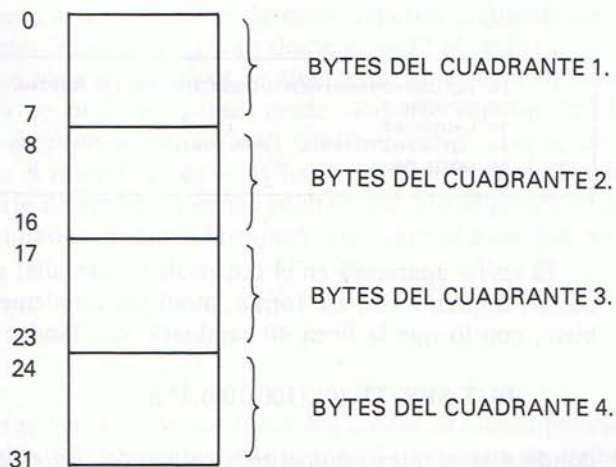 0
BYTES DEL CUADRANTE 1.
7
8
BYTES DEL CUADRANTE 2.
16
17
BYTES DEL CUADRANTE 3.
23
24
BYTES DEL CUADRANTE 4.
31